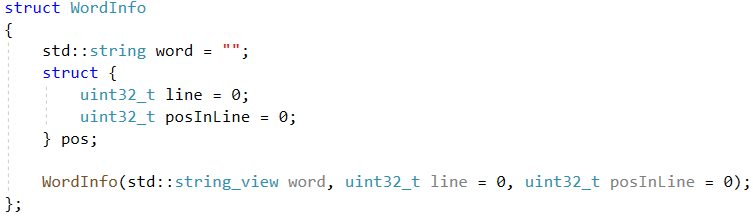 struct WordInfo
{
    std::string word = "";
    struct {
        uint32_t line = 0;
        uint32_t posInLine = 0;
    } pos;
    WordInfo(std::string_view word, uint32_t line = 0, uint32_t posInLine = 0);
};